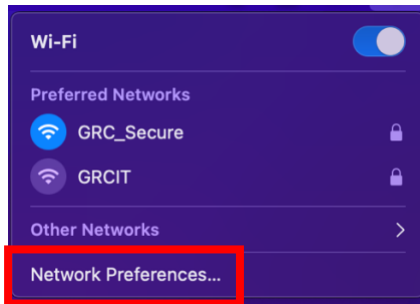 Wi-Fi
Preferred Networks
GRC_Secure
GRCIT
Other Networks
Network Preferences...